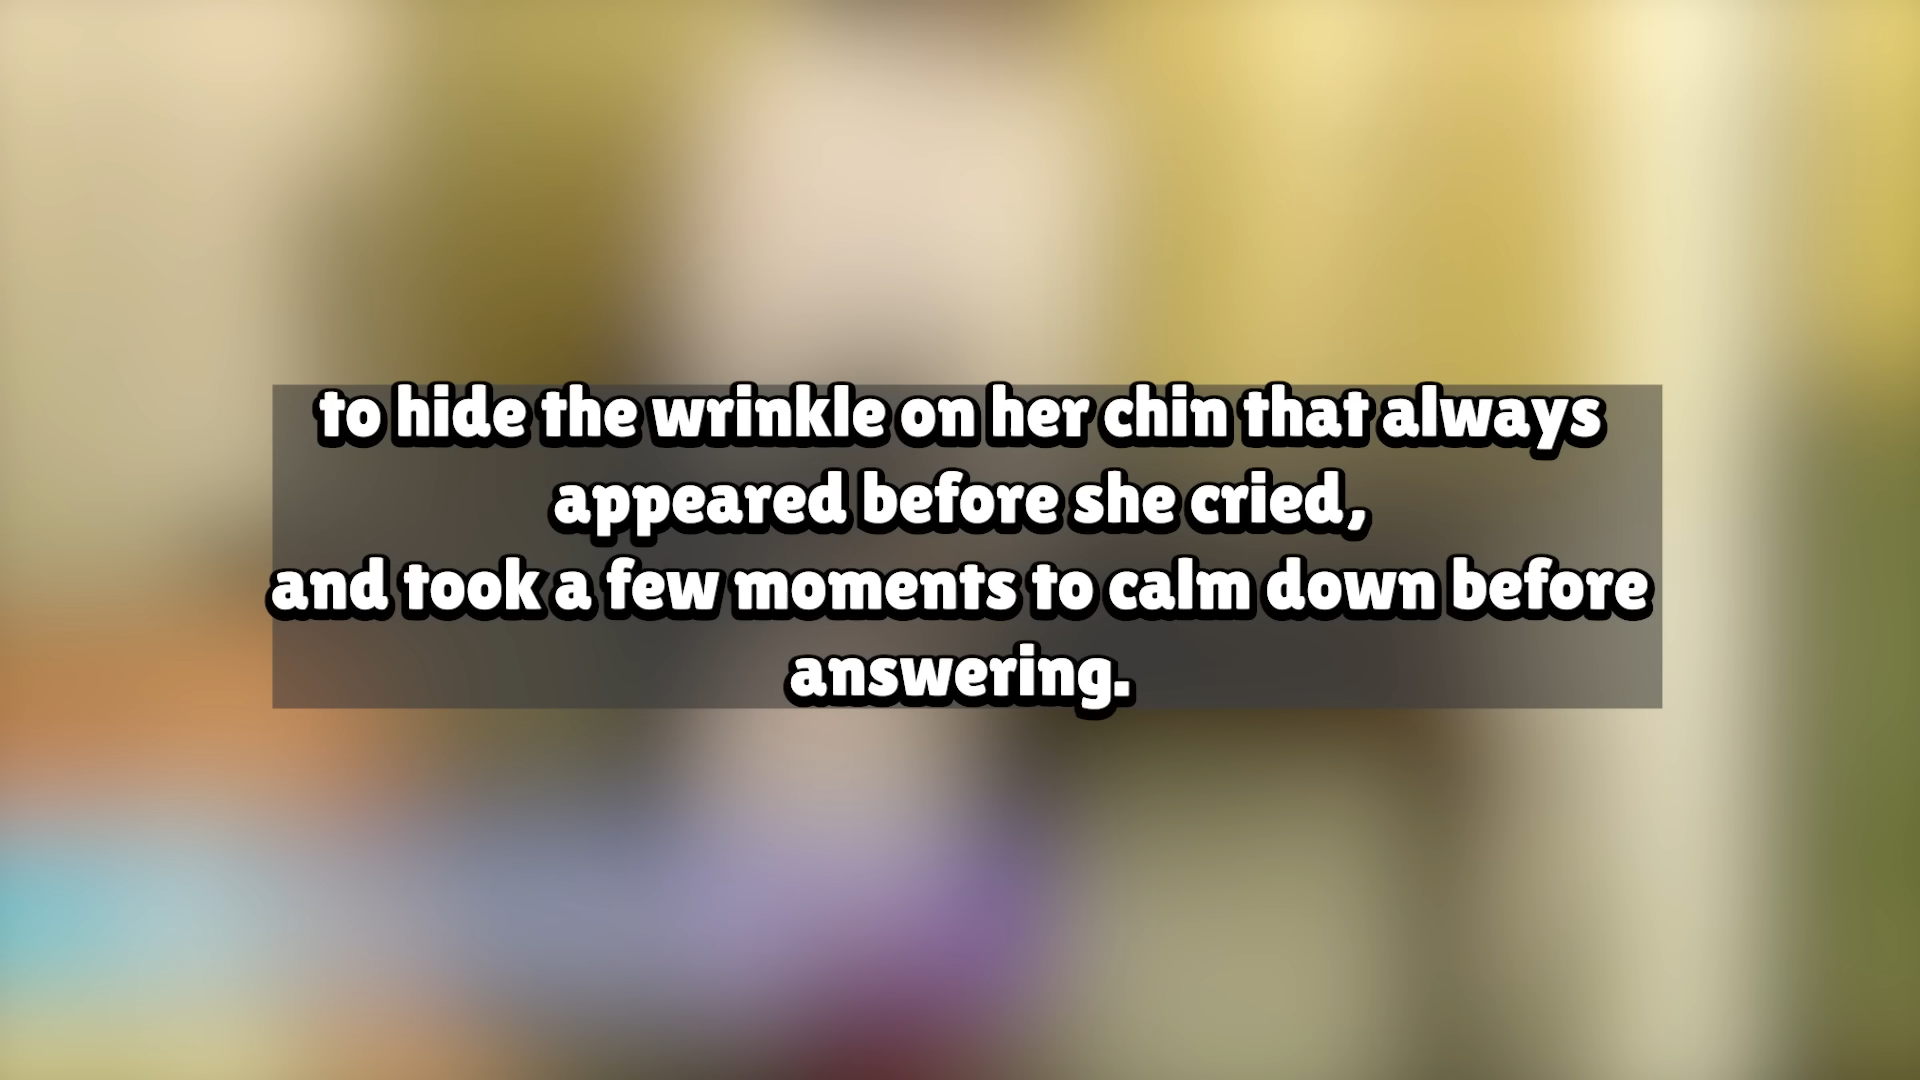 to hide the wrinkle on her chin that always
appeared before she cried,
and took a few moments to calm down before
answering.